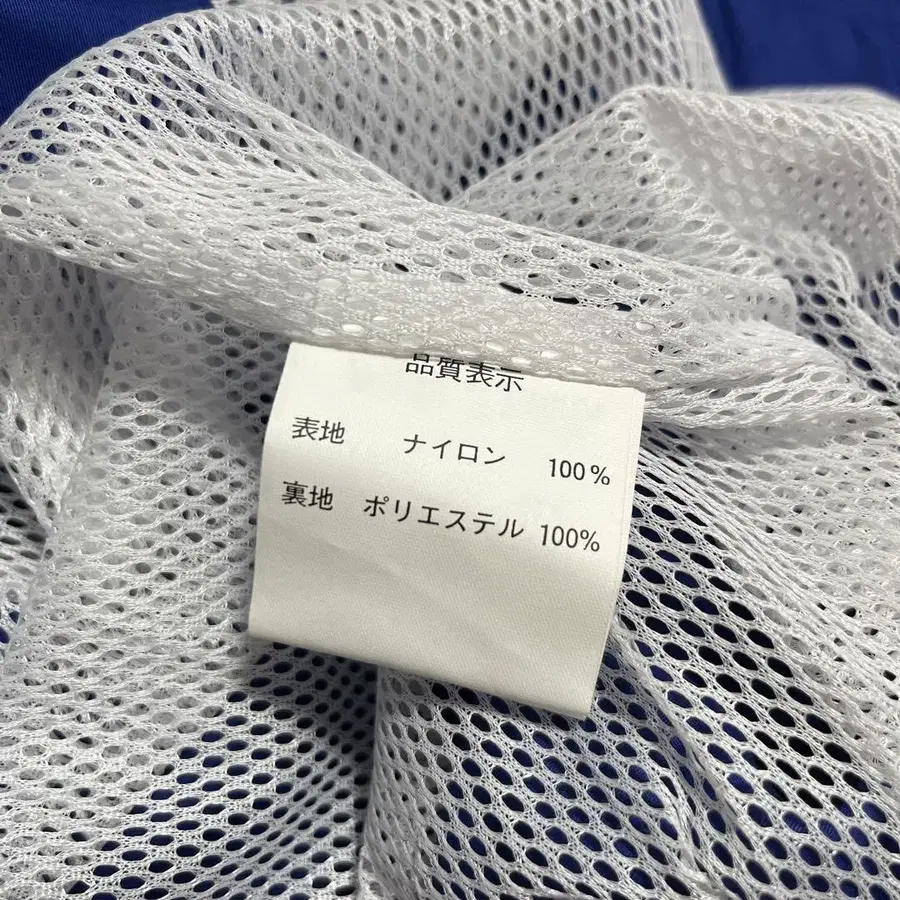 品質表示
表地 ナイロン 100%
裏地 ポリエステル 100%